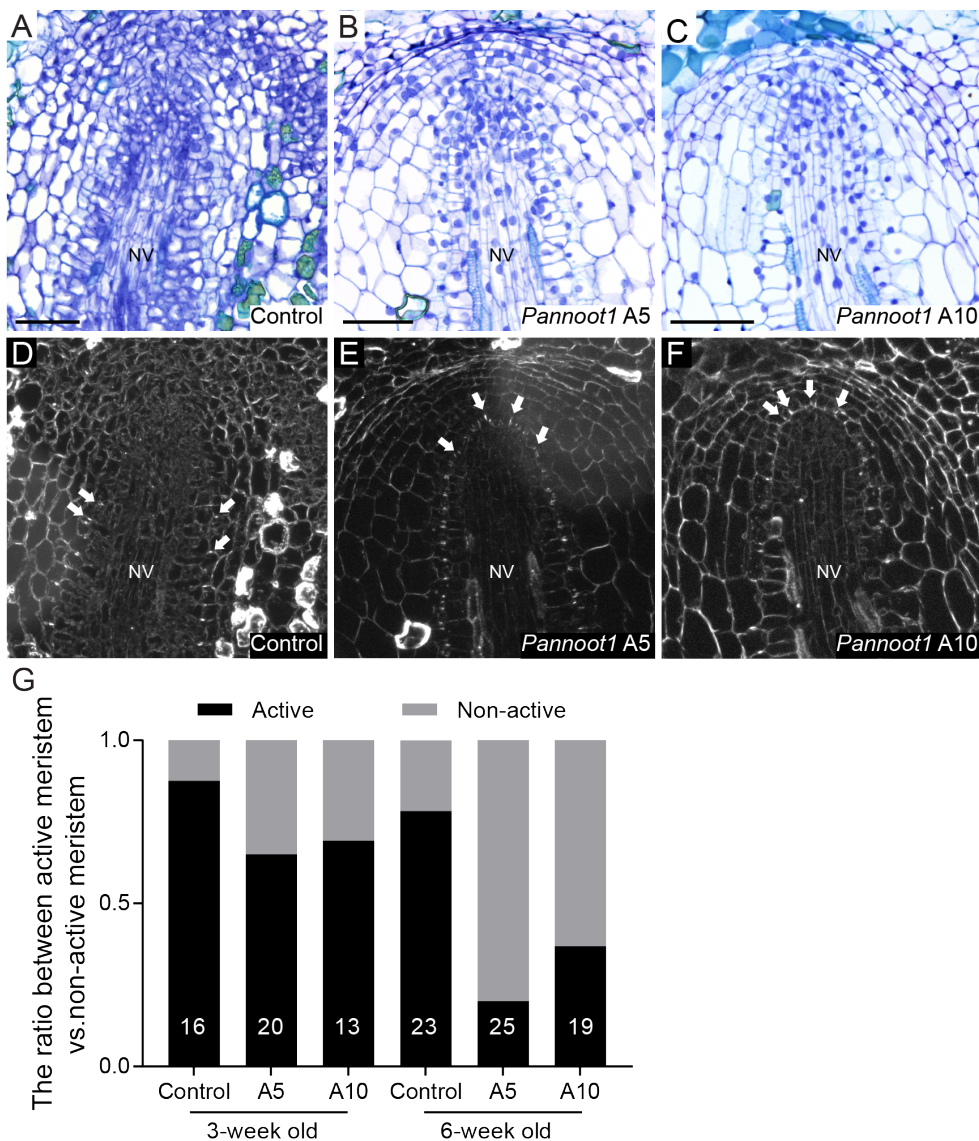 A
B
C
NV
NV
NV
Control
Pannoot1 A5
Pannoot1 A10
D
E
F
NV
NV
NV
Control
Pannoot1 A5
Pannoot1 A10
G
Active
Non-active
The ratio between active meristem
vs.non-active meristem
1.0
0.5
0.0
16
20
13
23
25
19
Control
A5
A10
Control
A5
A10
3-week old
6-week old